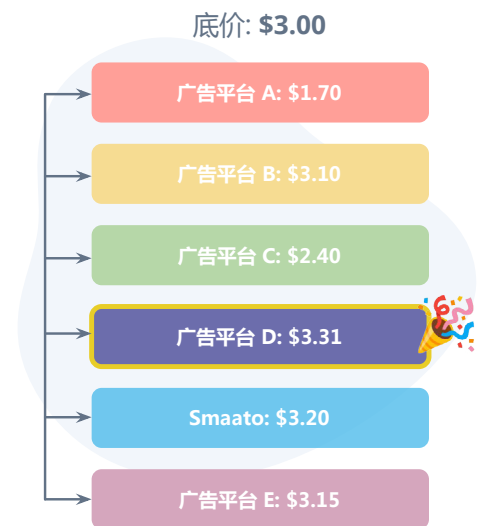 底价: $3.00
广告平台 A: $1.70
广告平台 B: $3.10
广告平台 C: $2.40
广告平台 D: $3.31
Smaato: $3.20
广告平台 E: $3.15